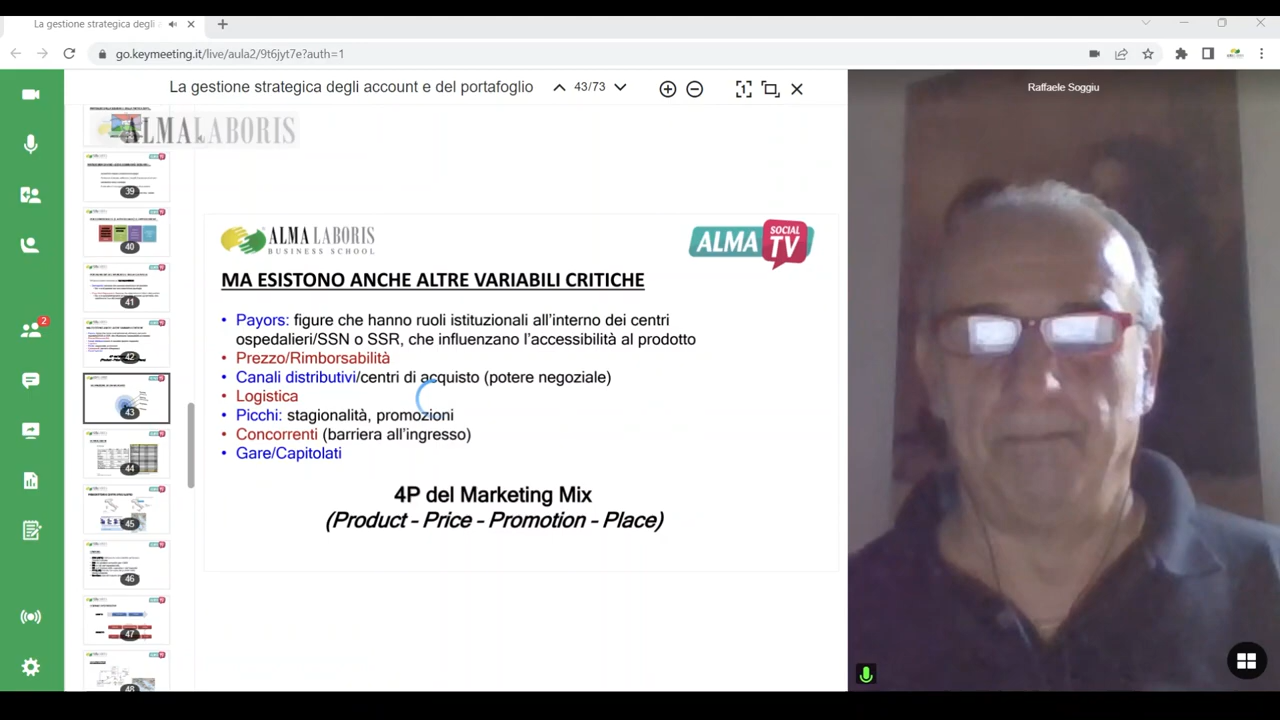 La gestione strategica degli a
go.keymeeting.it/live/aula2/9t6jyt7e?auth=1
La gestione strategica degli account e del portafoglio
43/73
Raffaele Soggiu
ALMALABORIS
39
40
41
42
43
44
45
46
47
48
2
ALMA LABORIS
BUSINESS SCHOOL
ALMA SOCIAL TV
MA ESISTONO ANCHE ALTRE VARIABILI CRITICHE
• Payors: figure che hanno ruoli istituzionali all'interno dei centri
ospedalieri/SSN o SSR, che influenzano l'accessibilità al prodotto
• Prezzo/Rimborsabilità
• Canali distributivi/centri di acquisto (potere negoziale)
• Logistica
• Picchi: stagionalità, promozioni
• Concorrenti (barriera all'ingresso)
• Gare/Capitolati
4P del Marketing Mix
(Product - Price - Promotion - Place)